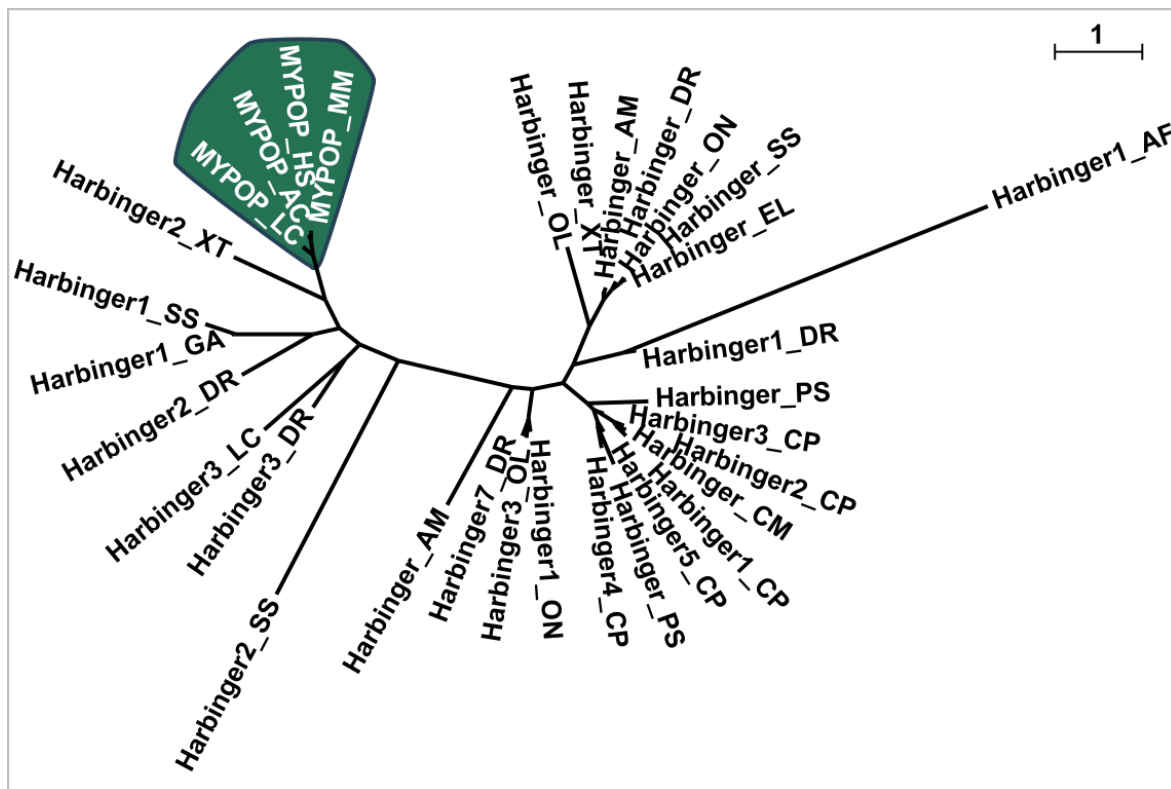 1
MYPOP_MM
MYPOP_HS
MYPOP_AC
MYPOP_LC
Harbinger2_XT
Harbinger1_SS
Harbinger1_GA
Harbinger2_DR
Harbinger3_LC
Harbinger3_DR
Harbinger2_SS
Harbinger_AM
Harbinger7_DR
Harbinger3_OL
Harbinger1_ON
Harbinger4_CP
Harbinger_PS
Harbinger5_CP
Harbinger1_CP
Harbinger_CM
Harbinger2_CP
Harbinger3_CP
Harbinger_PS
Harbinger1_DR
Harbinger1_AF
Harbinger_EL
Harbinger_SS
Harbinger_ON
Harbinger_DR
Harbinger_AM
Harbinger_XT
Harbinger_OL